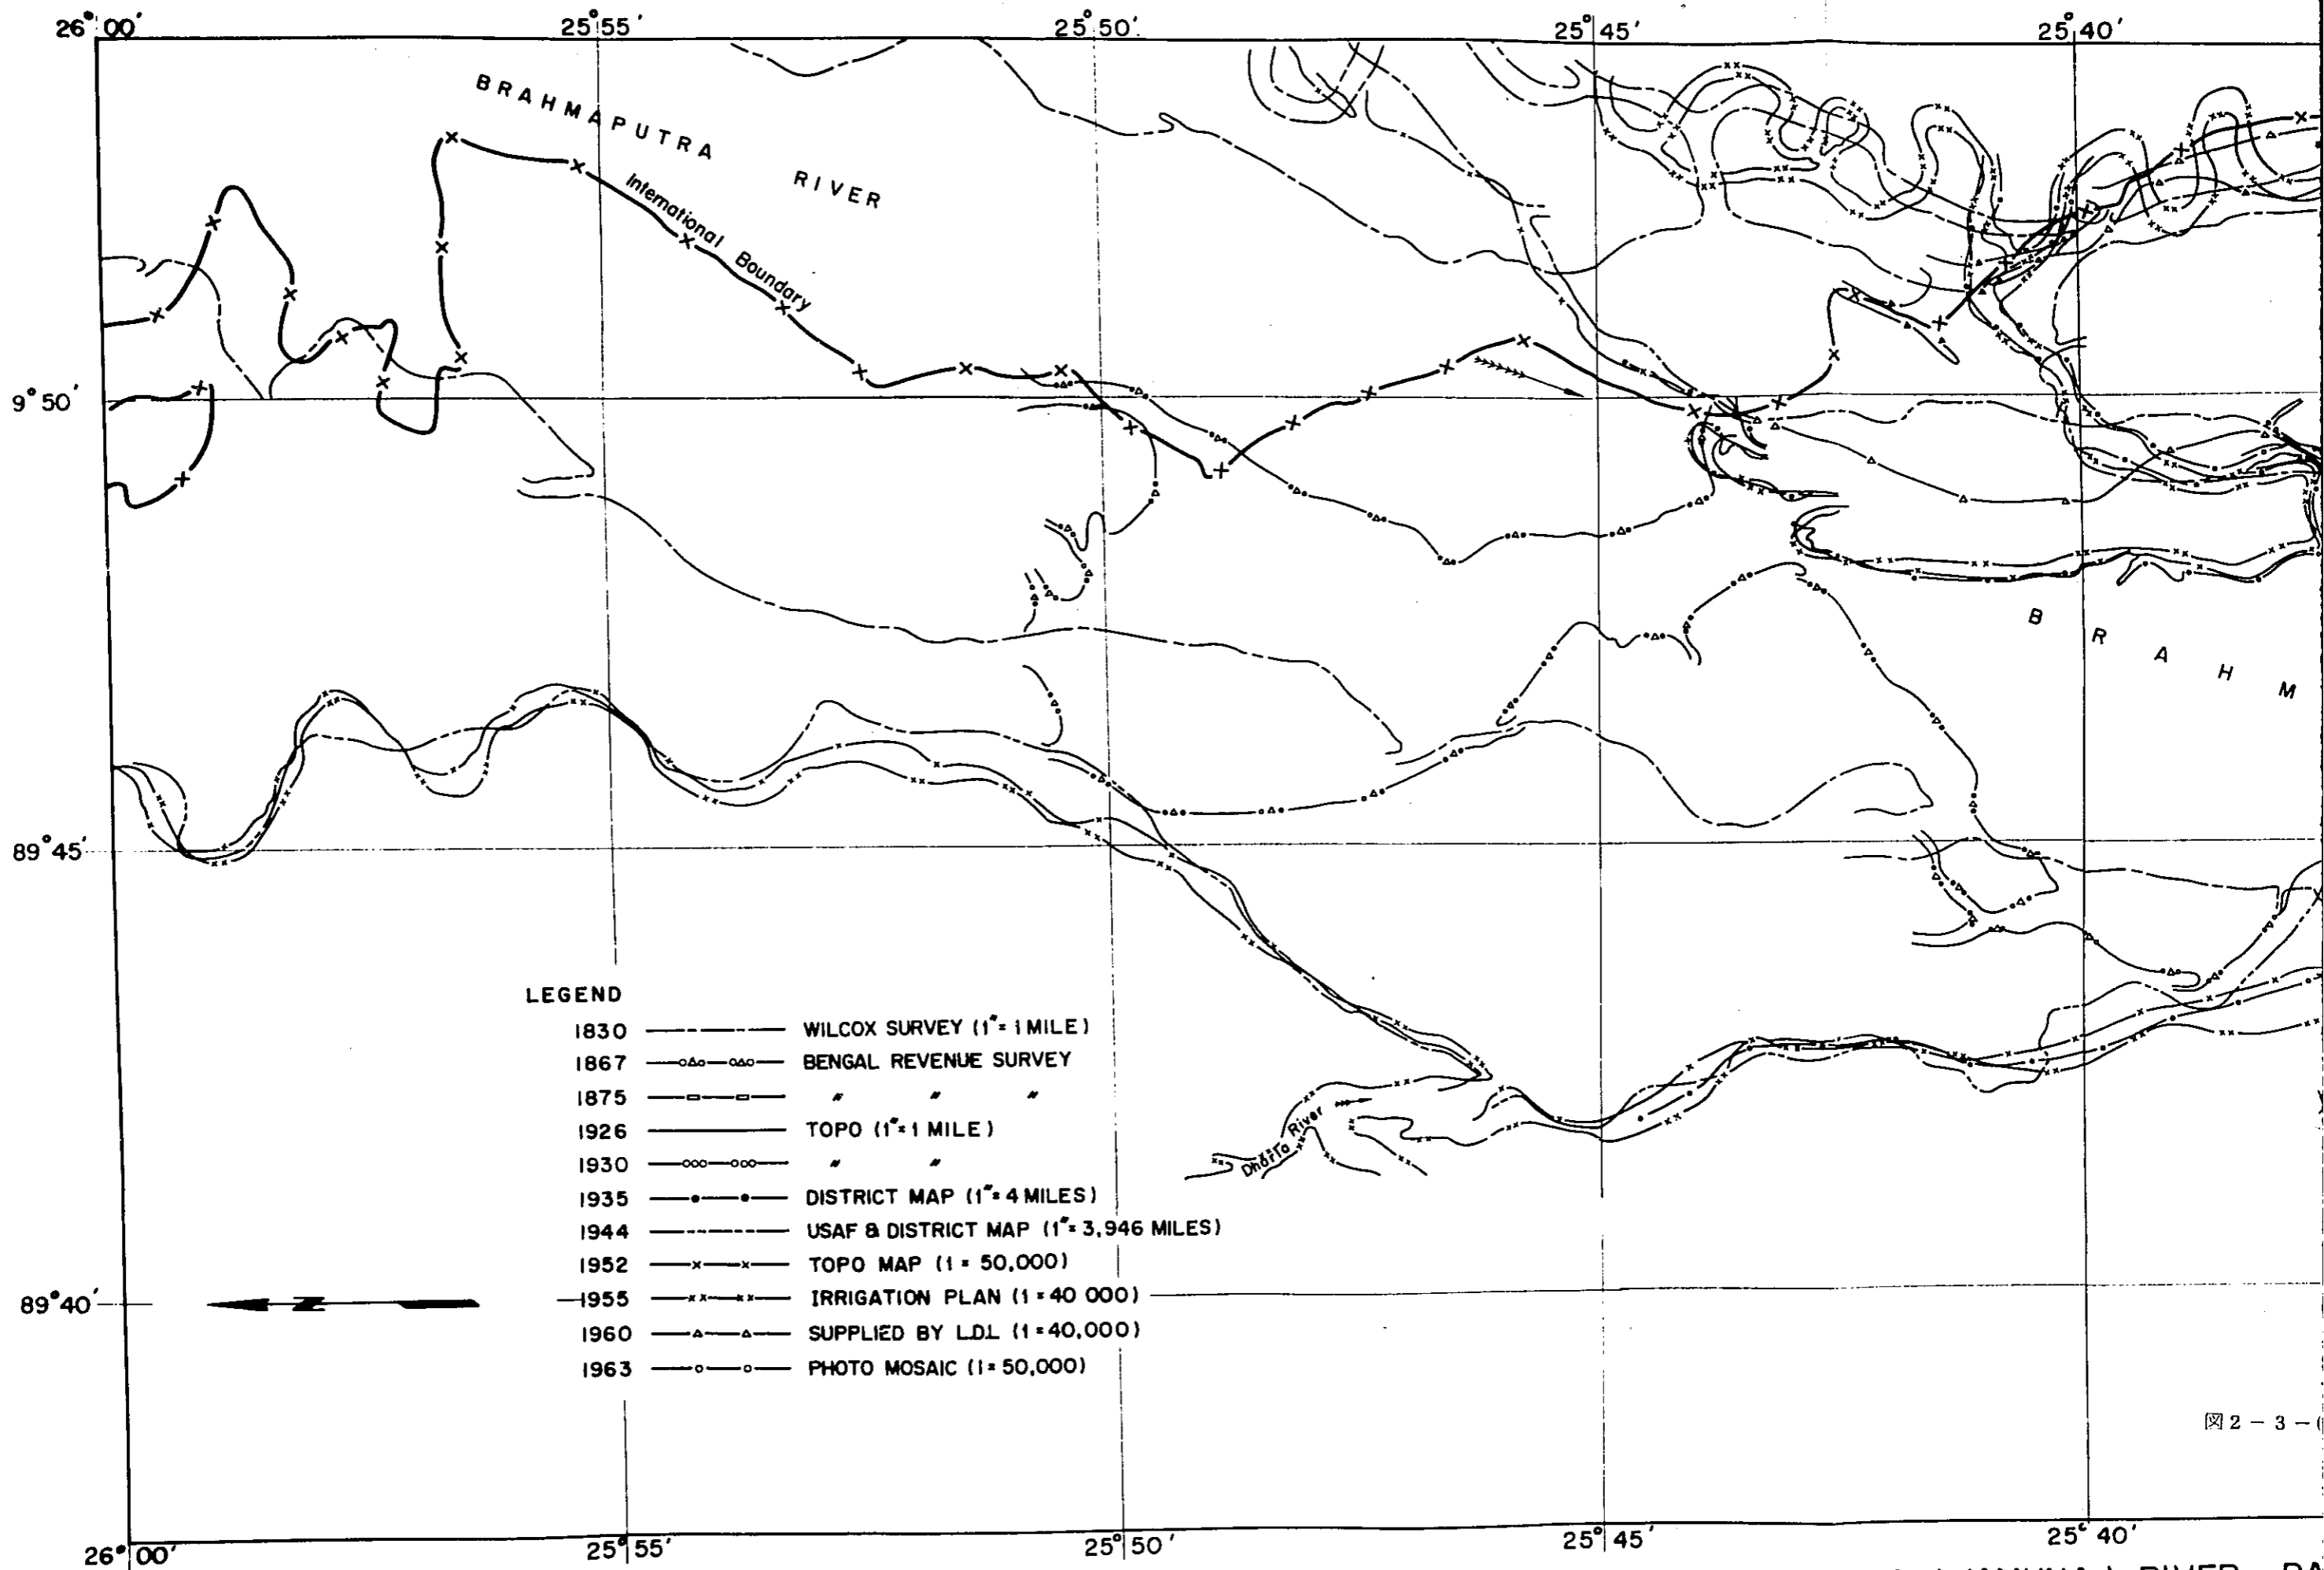 26°00' 25°55' 25°50' 25°45' 25°40'
BRAHMAPUTRA RIVER
International Boundary
9°50'
BRAHM
89°45'
LEGEND
1830 WILCOX SURVEY (1"=1 MILE)
1867 BENGAL REVENUE SURVEY
1875 〃 〃 〃
1926 TOPO (1"=1 MILE)
1930 〃 〃
1935 DISTRICT MAP (1"=4 MILES)
1944 USAF & DISTRICT MAP (1"=3,946 MILES)
1952 TOPO MAP (1=50,000)
1955 IRRIGATION PLAN (1=40 000)
1960 SUPPLIED BY L.D.L (1=40,000)
1963 PHOTO MOSAIC (1=50,000)
Dhorla River
89°40'
Z
図2-3-(
26°00' 25°55' 25°50' 25°45' 25°40'
RIVER